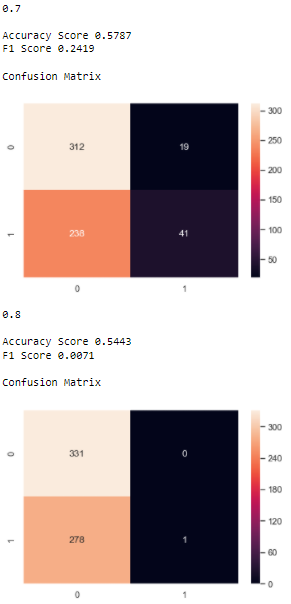 0.7
Accuracy Score 0.5787
F1 Score 0.2419
Confusion Matrix
300
0 312 19
250
200
150
1 238 41
100
50
0 1
0.8
Accuracy Score 0.5443
F1 Score 0.0071
Confusion Matrix
300
0 331 0
240
180
1 278 1
120
60
0
0 1